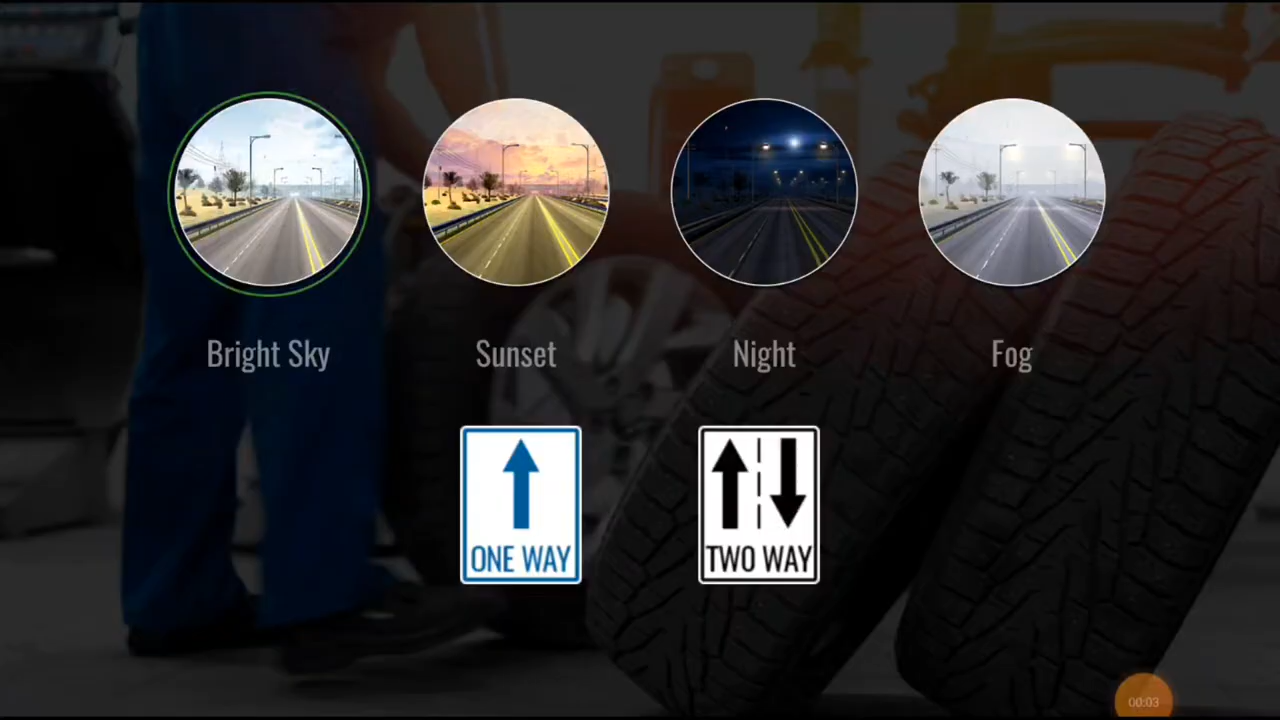 Bright Sky
Sunset
Night
Fog
ONE WAY
TWO WAY
00:03